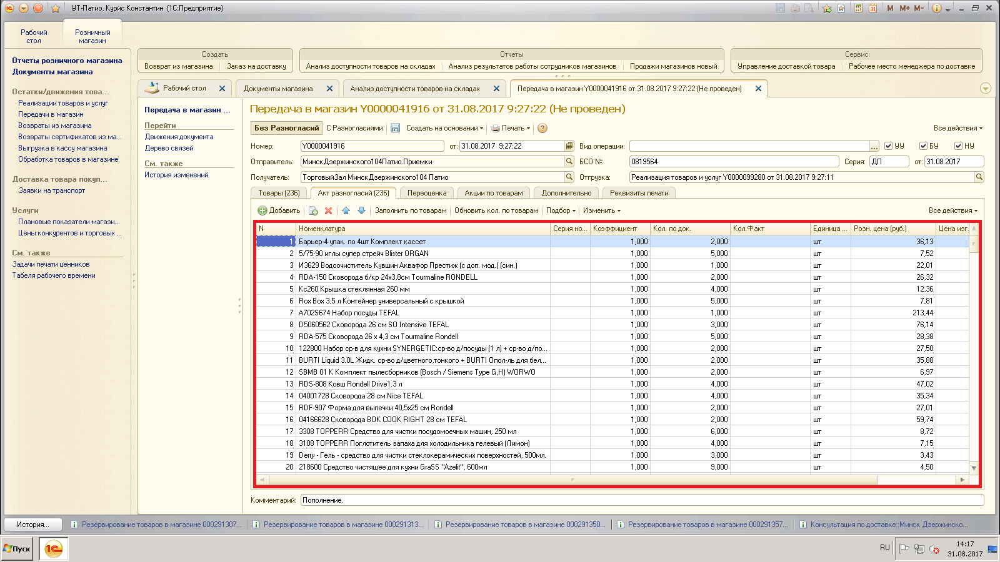 УТ-Патио, Курис Константин (1С:Предприятие)
M M+ M-
Рабочий стол
Розничный магазин
Отчеты розничного магазина
Документы магазина
Остатки/движения това...
Реализации товаров и услуг
Передачи в магазин
Возвраты из магазина
Возвраты сертификатов из ма...
Выгрузка в кассу магазина
Обработка товаров в магазине
Доставка товара покуп...
Заявки на транспорт
Услуги
Плановые показатели магази...
Цены конкурентов и торговых ...
См. также
Задачи печати ценников
Табеля рабочего времени
Создать
Возврат из магазина Заказ на доставку
Отчеты
Анализ доступности товаров на складах Анализ результатов работы сотрудников магазинов Продажи магазинов новый
Сервис
Управление доставкой товара Рабочее место менеджера по доставке
Рабочий стол Документы магазина Анализ доступности товаров на складах Передача в магазин Y0000041916 от 31.08.2017 9:27:22 (Не проведен)
Передача в магазин ...
Перейти
Движения документа
Дерево связей
См. также
История изменений
Передача в магазин Y0000041916 от 31.08.2017 9:27:22 (Не проведен)
Без Разногласий С Разногласиями Создать на основании Печать ? Все действия
Номер: Y0000041916 от: 31.08.2017 9:27:22 Вид операции: ... УУ БУ НУ
Отправитель: МинскДзержинского104Патио.Приемки БСО №: 0819564 Серия: ДП от: 31.08.2017
Получатель: ТорговыйЗал МинскДзержинского104 Патио Отгрузка: Реализация товаров и услуг Y0000099280 от 31.08.2017 9:27:11
Товары (236) Акт разногласий (236) Переоценка Акции по товарам Дополнительно Реквизиты печати
Добавить Заполнить по товарам Обновить кол. по товарам Подбор Изменить Все действия
N Номенклатура Серия но... Коэффициент Кол. по док. Кол.Факт Единица ... Розн. цена (руб.) Цена изг.
1 Барьер-4 упак. по 4шт Комплект кассет 1,000 2,000 шт 36,13
2 5/75-90 иглы супер стрейч Blister ORGAN 1,000 5,000 шт 7,52
3 И3629 Водоочиститель Кувшин Аквафор Престиж (с доп. мод.) (син.) 1,000 1,000 шт 22,01
4 RDA-150 Сковорода б/кр 24х3,8см Tourmaline RONDELL 1,000 2,000 шт 26,32
5 Кс260 Крышка стеклянная 260 мм 1,000 4,000 шт 12,36
6 Rox Box 3,5 л Контейнер универсальный с крышкой 1,000 5,000 шт 7,81
7 A702S674 Набор посуды TEFAL 1,000 1,000 шт 213,44
8 D5060562 Сковорода 26 см SO Intensive TEFAL 1,000 3,000 шт 76,14
9 RDA-575 Сковорода 26 х 4,3 см Tourmaline Rondell 1,000 5,000 шт 28,38
10 122800 Набор ср-в для кухни SYNERGETIC:ср-во д/посуды (1 л) + ср-во д/по... 1,000 2,000 шт 27,50
11 BURTI Liquid 3.0L Жидк. ср-во д/цветного,тонкого + BURTI Опол-ль для бел... 1,000 2,000 шт 35,88
12 SBMB 01 K Комплект пылесборников (Bosch / Siemens Type G,H) WORWO 1,000 2,000 шт 6,97
13 RDS-808 Ковш Rondell Drive1.3 л 1,000 4,000 шт 47,02
14 04001728 Сковорода 28 см Nice TEFAL 1,000 4,000 шт 35,34
15 RDF-907 Форма для выпечки 40,5х25 см Rondell 1,000 2,000 шт 27,01
16 04166628 Сковорода ВОК COOK RIGHT 28 см TEFAL 1,000 2,000 шт 59,74
17 3308 TOPPERR Средство для чистки посудомоечных машин, 250 мл 1,000 6,000 шт 8,72
18 3108 TOPPERR Поглотитель запаха для холодильника гелевый (Лимон) 1,000 4,000 шт 7,15
19 Derry - Гель - средство для чистки стеклокерамических поверхностей, 500мл. 1,000 3,000 шт 3,43
20 218600 Средство чистящее для кухни GraSS "Azelit", 600мл 1,000 9,000 шт 4,50
Комментарий: Пополнение.
История... Резервирование товаров в магазине 000291307... Резервирование товаров в магазине 000291313... Резервирование товаров в магазине 000291350... Резервирование товаров в магазине 000291357... Консультация по доставке::Минск Дзержинско...
Пуск RU 14:17
31.08.2017